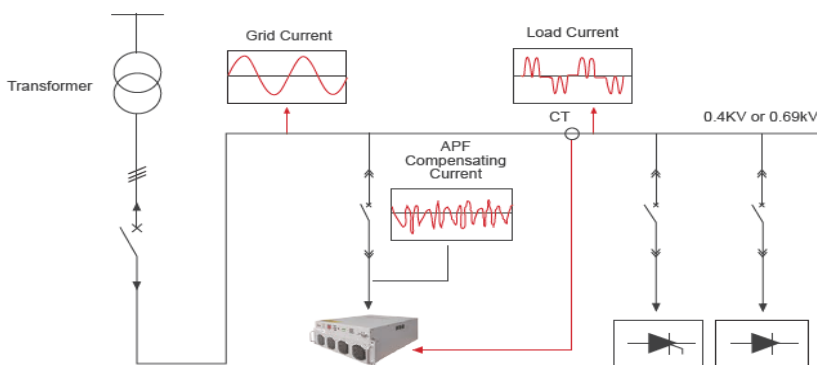 Grid Current
Load Current
Transformer
CT
0.4KV or 0.69kV
APF
Compensating
Current